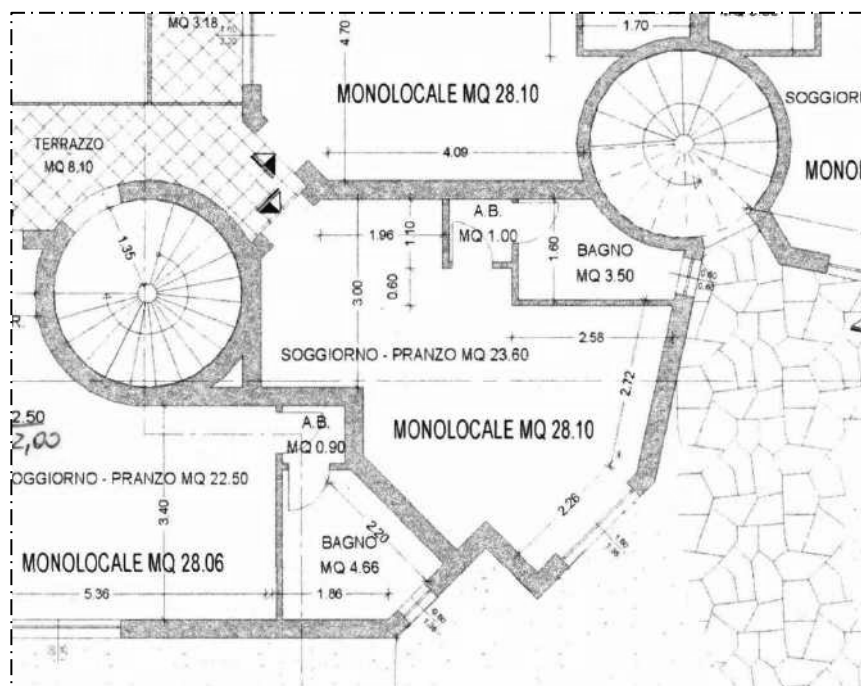 MQ 3.18
4.70
1.70
MONOLOCALE MQ 28.10
SOGGIORN
TERRAZZO
MQ 8.10
4.09
MONO
A.B.
MQ 1.00
1.96
1.10
1.60
BAGNO
MQ 3.50
1.35
0.60
3.00
2.58
SOGGIORNO - PRANZO MQ 23.60
2.72
2.50
2,00
A.B.
MQ 0.90
MONOLOCALE MQ 28.10
OGGIORNO - PRANZO MQ 22.50
3.40
2.26
2.20
BAGNO
MQ 4.66
MONOLOCALE MQ 28.06
5.36
1.86